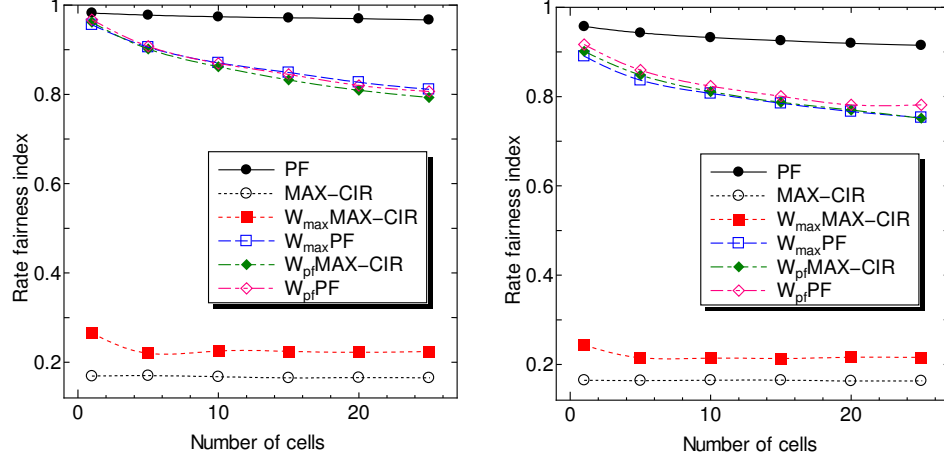 1
0.8
0.6
0.4
0.2
0
10
20
Rate fairness index
Number of cells
PF
MAX−CIR
WmaxMAX−CIR
WmaxPF
WpfMAX−CIR
WpfPF
1
0.8
0.6
0.4
0.2
0
10
20
Rate fairness index
Number of cells
PF
MAX−CIR
WmaxMAX−CIR
WmaxPF
WpfMAX−CIR
WpfPF